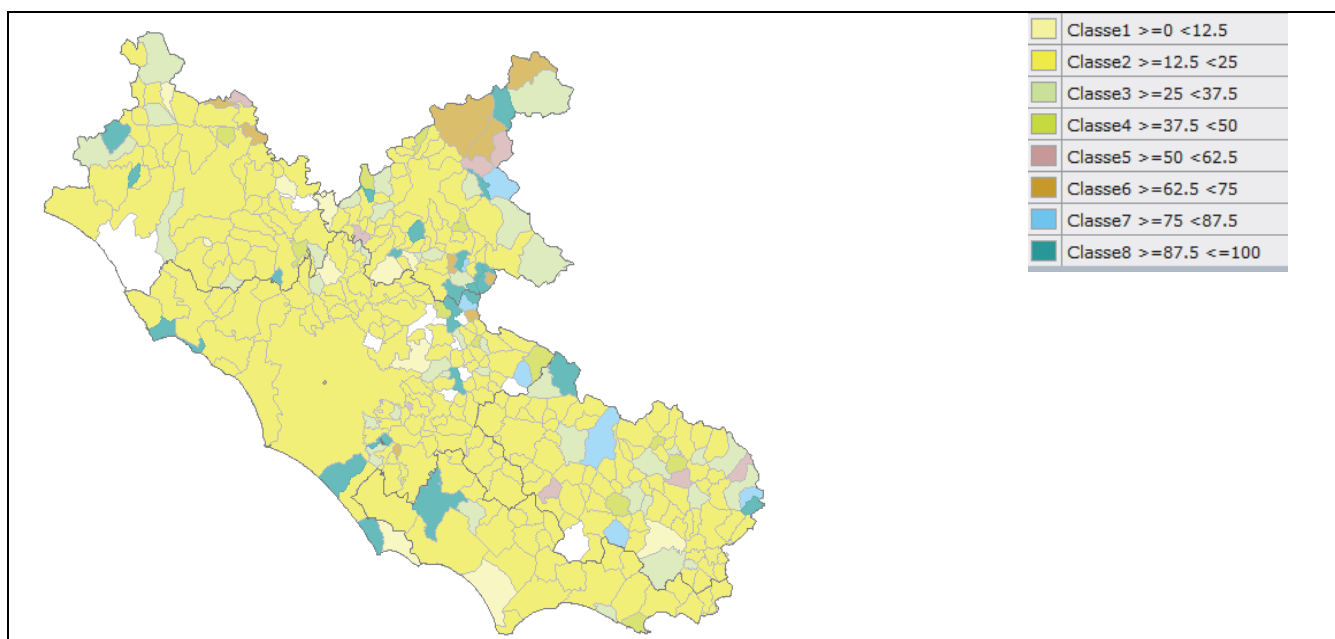 Classe1 >=0 <12.5
Classe2 >=12.5 <25
Classe3 >=25 <37.5
Classe4 >=37.5 <50
Classe5 >=50 <62.5
Classe6 >=62.5 <75
Classe7 >=75 <87.5
Classe8 >=87.5 <=100